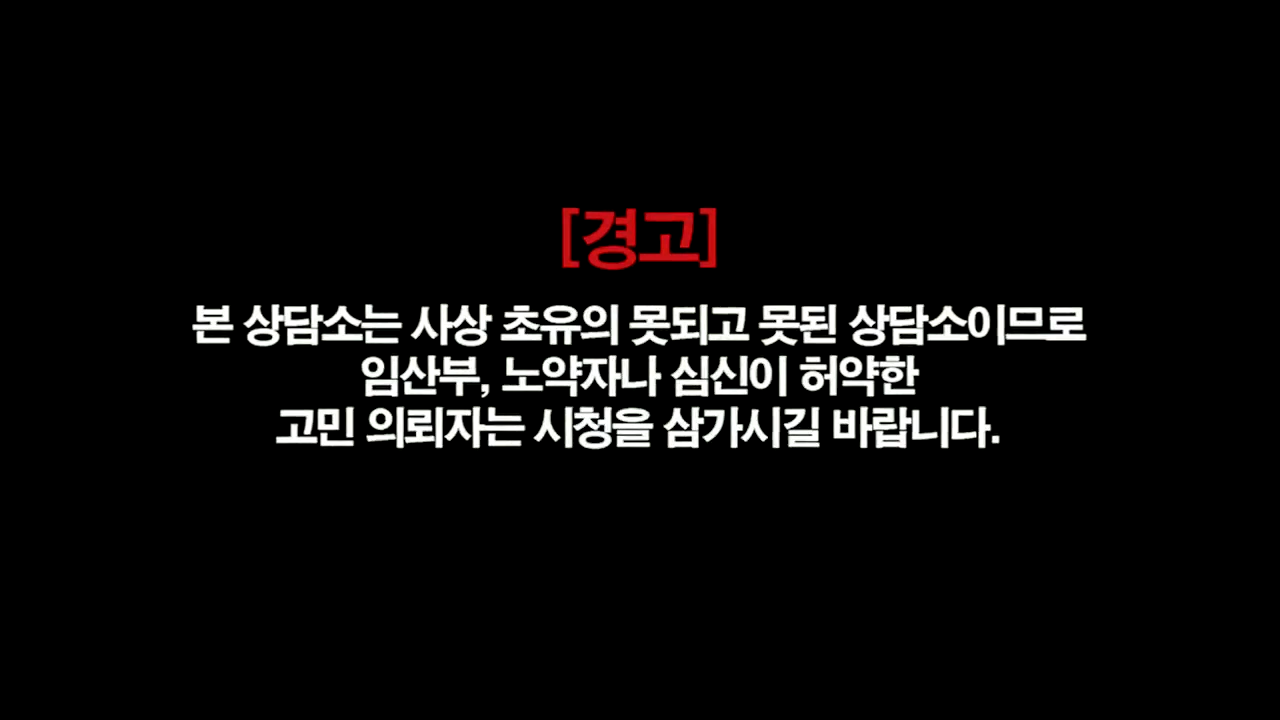 [경고]
본 상담소는 사상 초유의 못되고 못된 상담소이므로
임산부, 노약자나 심신이 허약한
고민 의뢰자는 시청을 삼가시길 바랍니다.